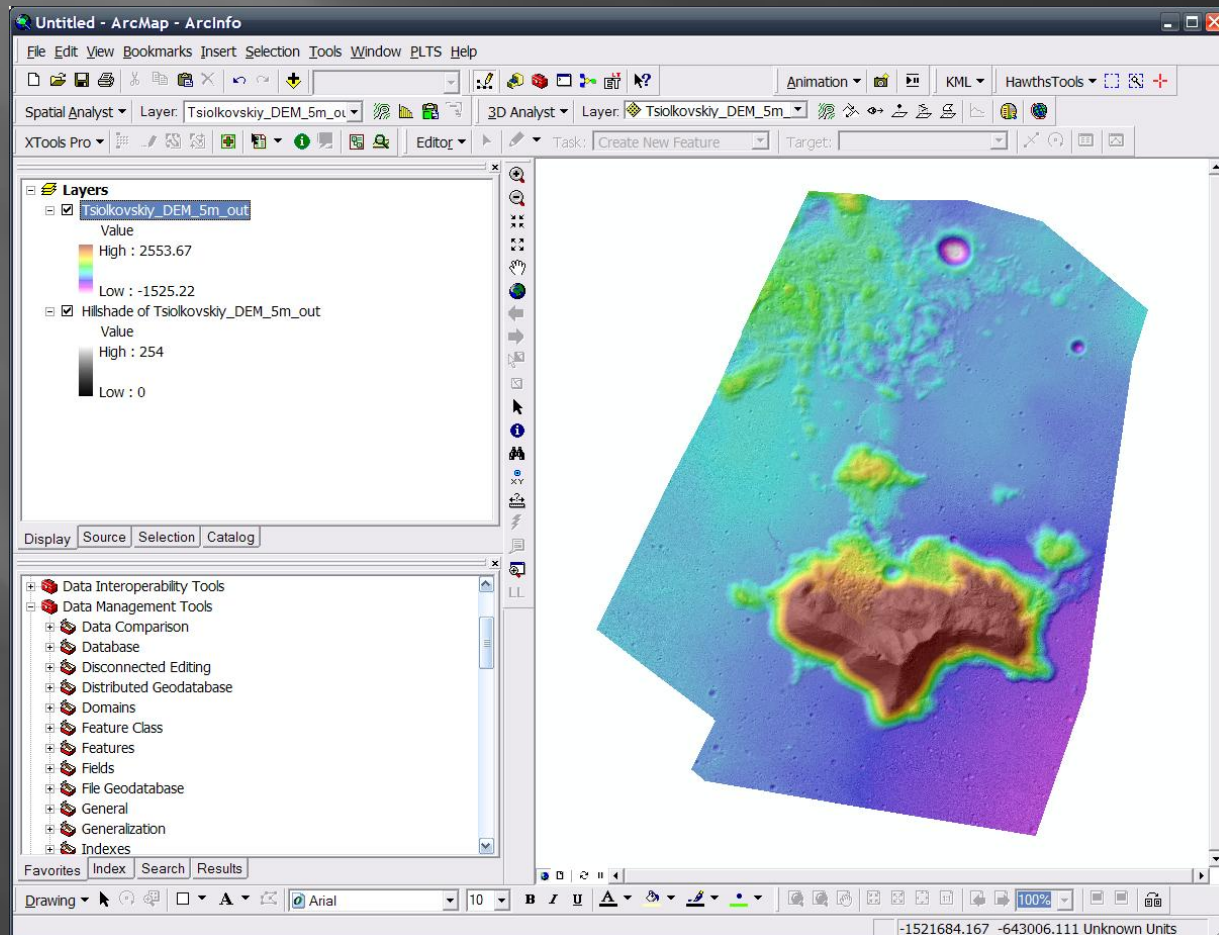 Untitled - ArcMap - ArcInfo
File Edit View Bookmarks Insert Selection Tools Window PLTS Help
Animation KML HawthsTools
Spatial Analyst Layer: Tsiolkovskiy_DEM_5m_ou 3D Analyst Layer: Tsiolkovskiy_DEM_5m_
XTools Pro Editor Task: Create New Feature Target:
Layers
Tsiolkovskiy_DEM_5m_out
Value
High : 2553.67
Low : -1525.22
Hillshade of Tsiolkovskiy_DEM_5m_out
Value
High : 254
Low : 0
Display Source Selection Catalog
XY
LL
Data Interoperability Tools
Data Management Tools
Data Comparison
Database
Disconnected Editing
Distributed Geodatabase
Domains
Feature Class
Features
Fields
File Geodatabase
General
Generalization
Indexes
Favorites Index Search Results
Drawing A Arial 10 B I U A 100%
-1521684.167 -643006.111 Unknown Units